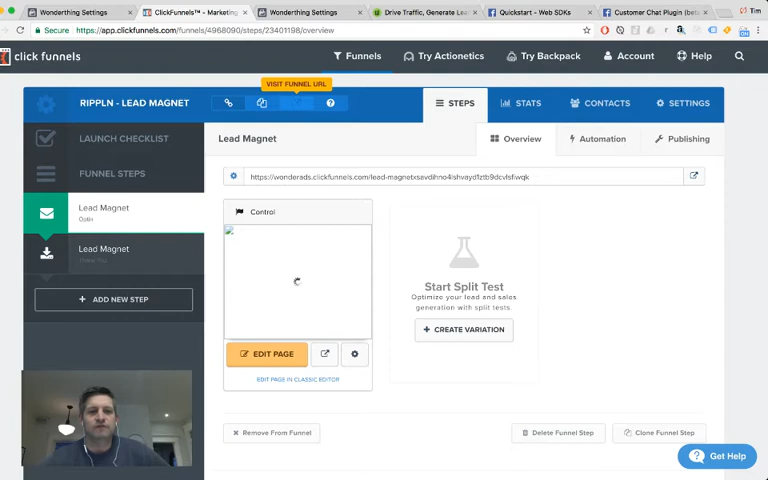 Wonderthing Settings
ClickFunnels™ - Marketing
Wonderthing Settings
Drive Traffic, Generate Lea
Quickstart - Web SDKs
Customer Chat Plugin (beta
Tim
Secure
https://app.clickfunnels.com/funnels/4968090/steps/23401198/overview
click funnels
Funnels
Try Actionetics
Try Backpack
Account
Help
VISIT FUNNEL URL
RIPPLN - LEAD MAGNET
STEPS
STATS
CONTACTS
SETTINGS
LAUNCH CHECKLIST
Lead Magnet
Overview
Automation
Publishing
FUNNEL STEPS
Lead Magnet
Optin
Lead Magnet
Thank You
ADD NEW STEP
Control
EDIT PAGE
EDIT PAGE IN CLASSIC EDITOR
Start Split Test
Optimize your lead and sales
generation with split tests.
CREATE VARIATION
Remove From Funnel
Delete Funnel Step
Clone Funnel Step
Get Help